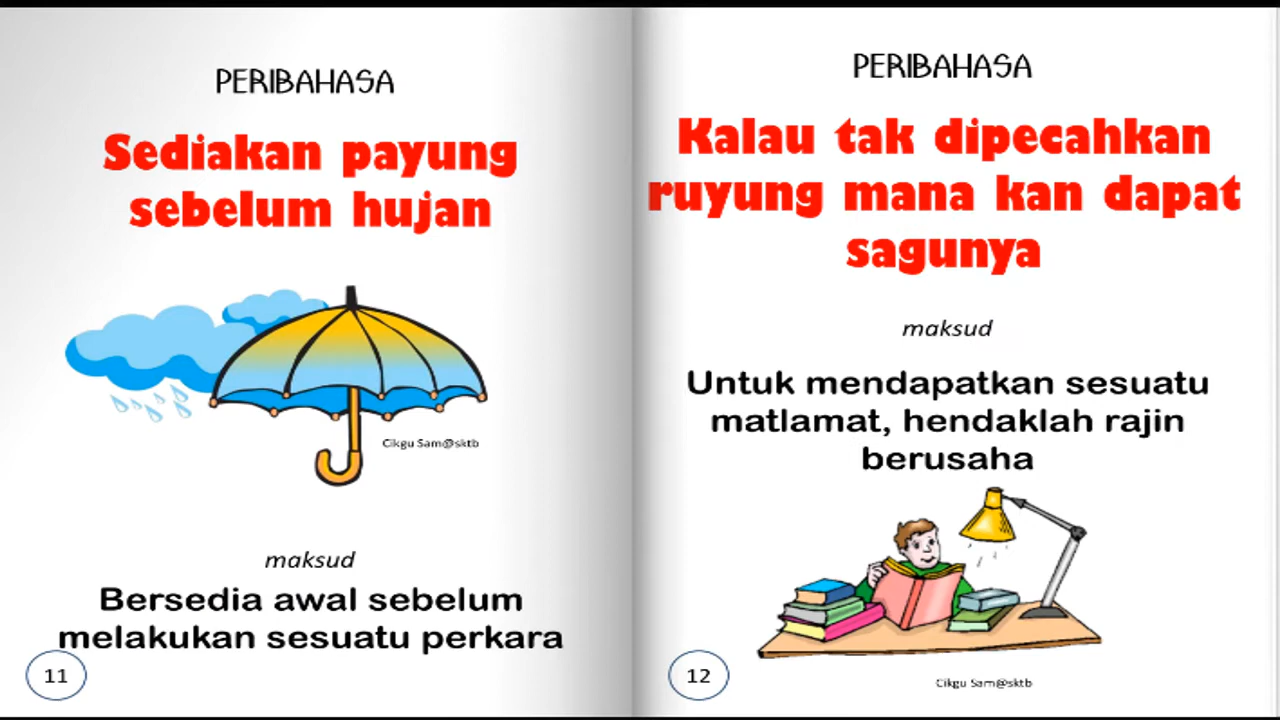 PERIBAHASA
Sediakan payung
sebelum hujan
Cikgu Sam@sktb
maksud
Bersedia awal sebelum
melakukan sesuatu perkara
11
PERIBAHASA
Kalau tak dipecahkan
ruyung mana kan dapat
sagunya
maksud
Untuk mendapatkan sesuatu
matlamat, hendaklah rajin
berusaha
12
Cikgu Sam@sktb